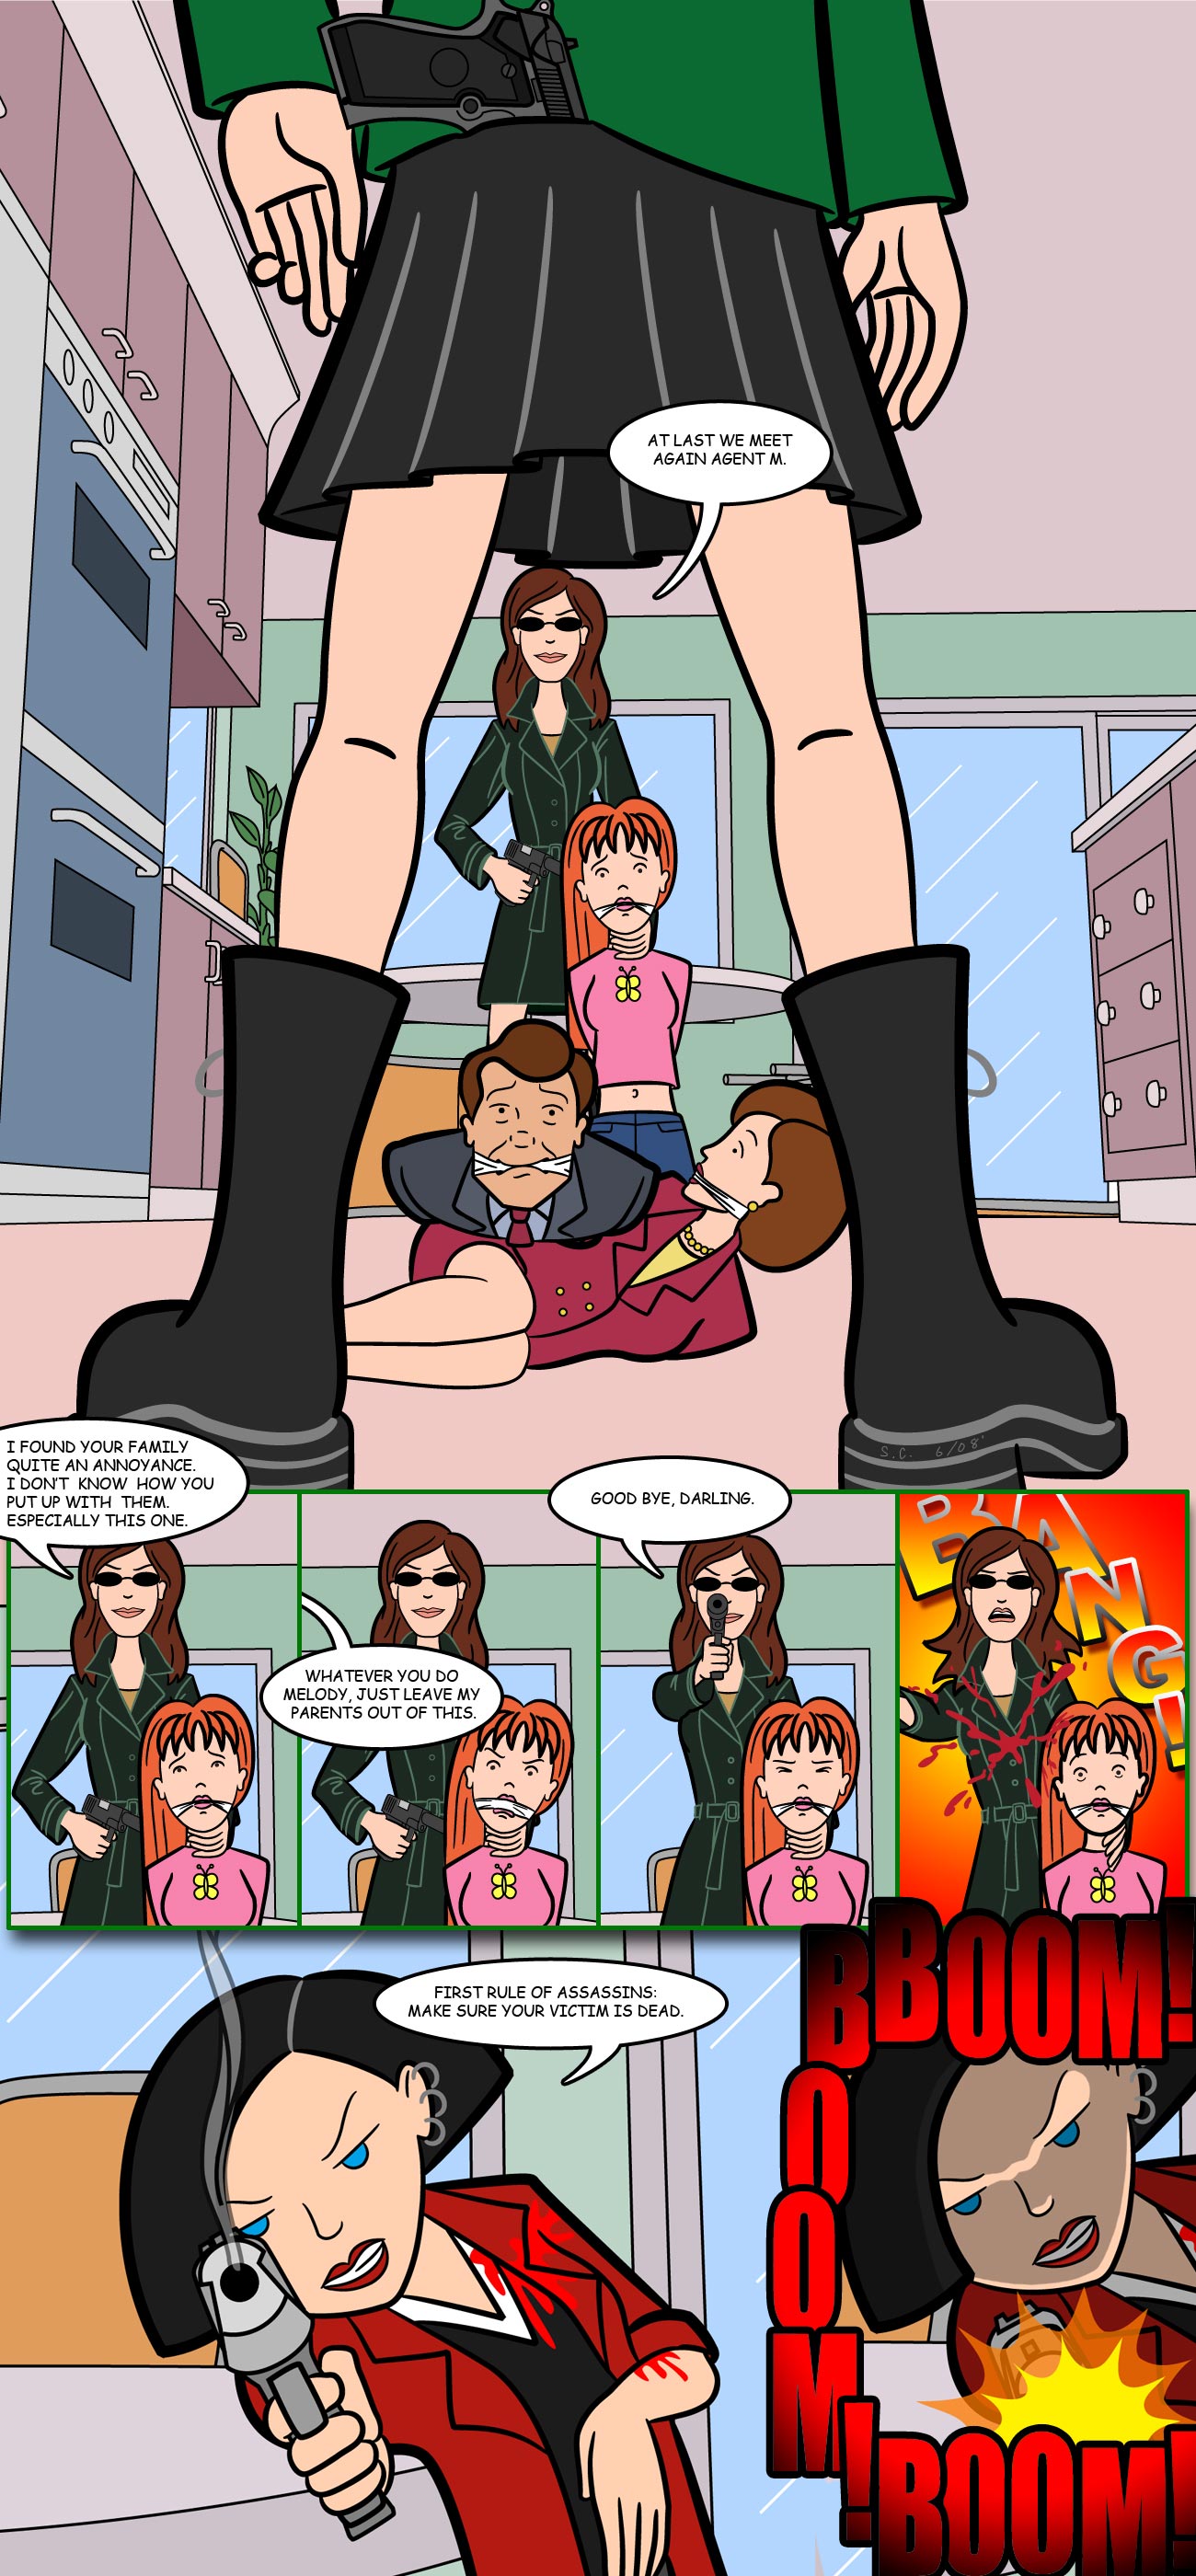 AT LAST WE MEET
AGAIN AGENT M.
S.C. 6/08'
I FOUND YOUR FAMILY
QUITE AN ANNOYANCE.
I DON'T KNOW HOW YOU
PUT UP WITH THEM.
ESPECIALLY THIS ONE.
WHATEVER YOU DO
MELODY, JUST LEAVE MY
PARENTS OUT OF THIS.
GOOD BYE, DARLING.
BANG!
FIRST RULE OF ASSASSINS:
MAKE SURE YOUR VICTIM IS DEAD.
BOOM!
BOOM!
BOOM!